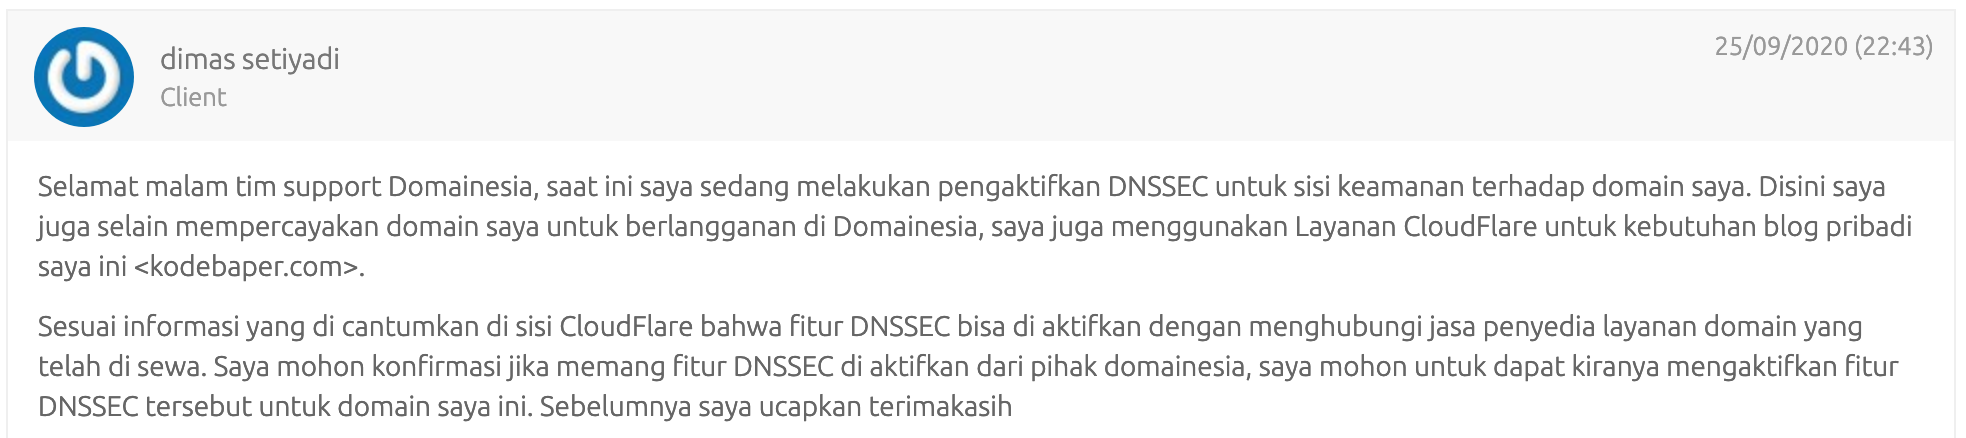 dimas setiyadi
Client
25/09/2020 (22:43)
Selamat malam tim support Domainesia, saat ini saya sedang melakukan pengaktifkan DNSSEC untuk sisi keamanan terhadap domain saya. Disini saya
juga selain mempercayakan domain saya untuk berlangganan di Domainesia, saya juga menggunakan Layanan CloudFlare untuk kebutuhan blog pribadi
saya ini <kodebaper.com>.
Sesuai informasi yang di cantumkan di sisi CloudFlare bahwa fitur DNSSEC bisa di aktifkan dengan menghubungi jasa penyedia layanan domain yang
telah di sewa. Saya mohon konfirmasi jika memang fitur DNSSEC di aktifkan dari pihak domainesia, saya mohon untuk dapat kiranya mengaktifkan fitur
DNSSEC tersebut untuk domain saya ini. Sebelumnya saya ucapkan terimakasih